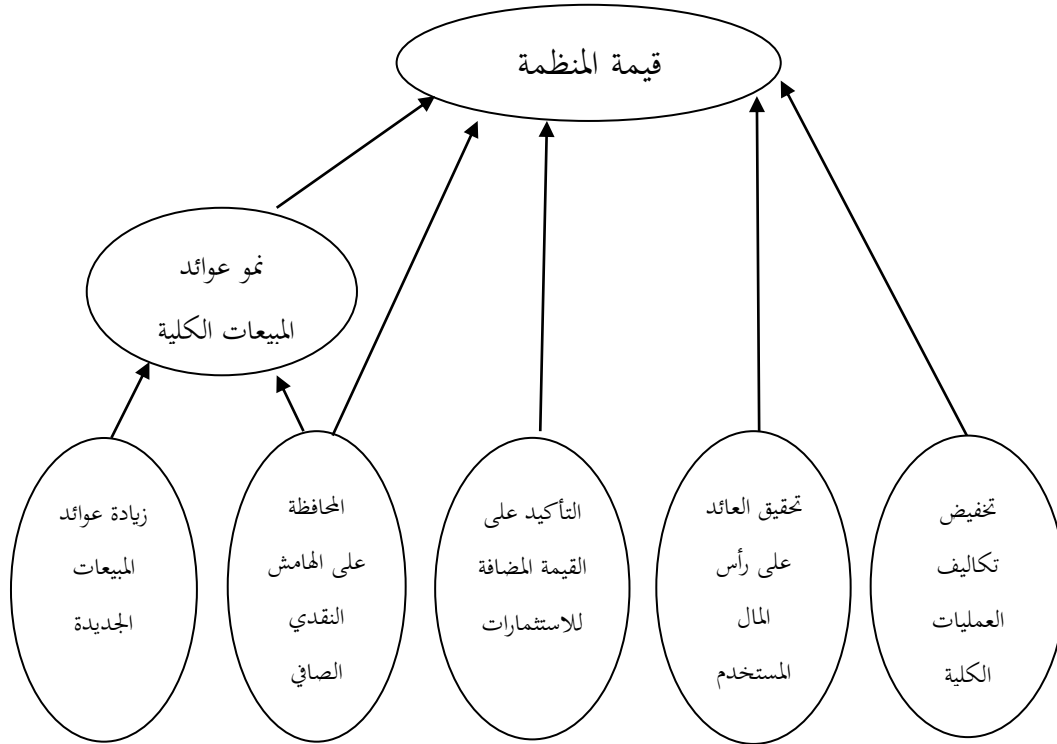 قيمة المنظمة
نمو عوائد
المبيعات الكلية
تخفيض
تكاليف
العمليات
الكلية
تحقيق العائد
على رأس
المال
المستخدم
التأكيد على
القيمة المضافة
للاستثمارات
المحافظة
على الهامش
النقدي
الصافي
زيادة عوائد
المبيعات
الجديدة